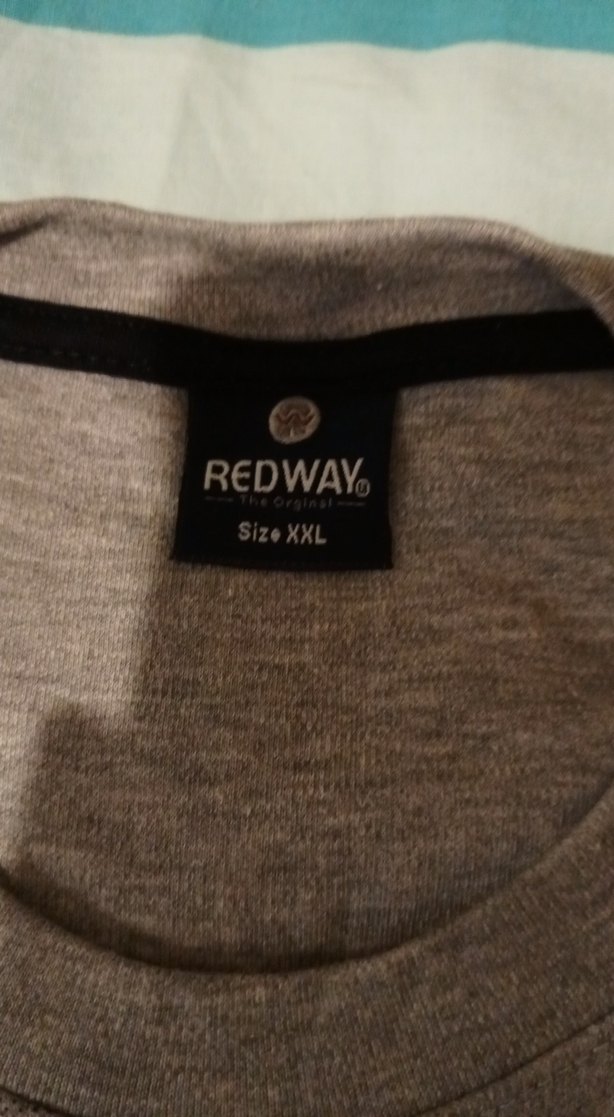 REDWAY®
The Orginal
Size XXL